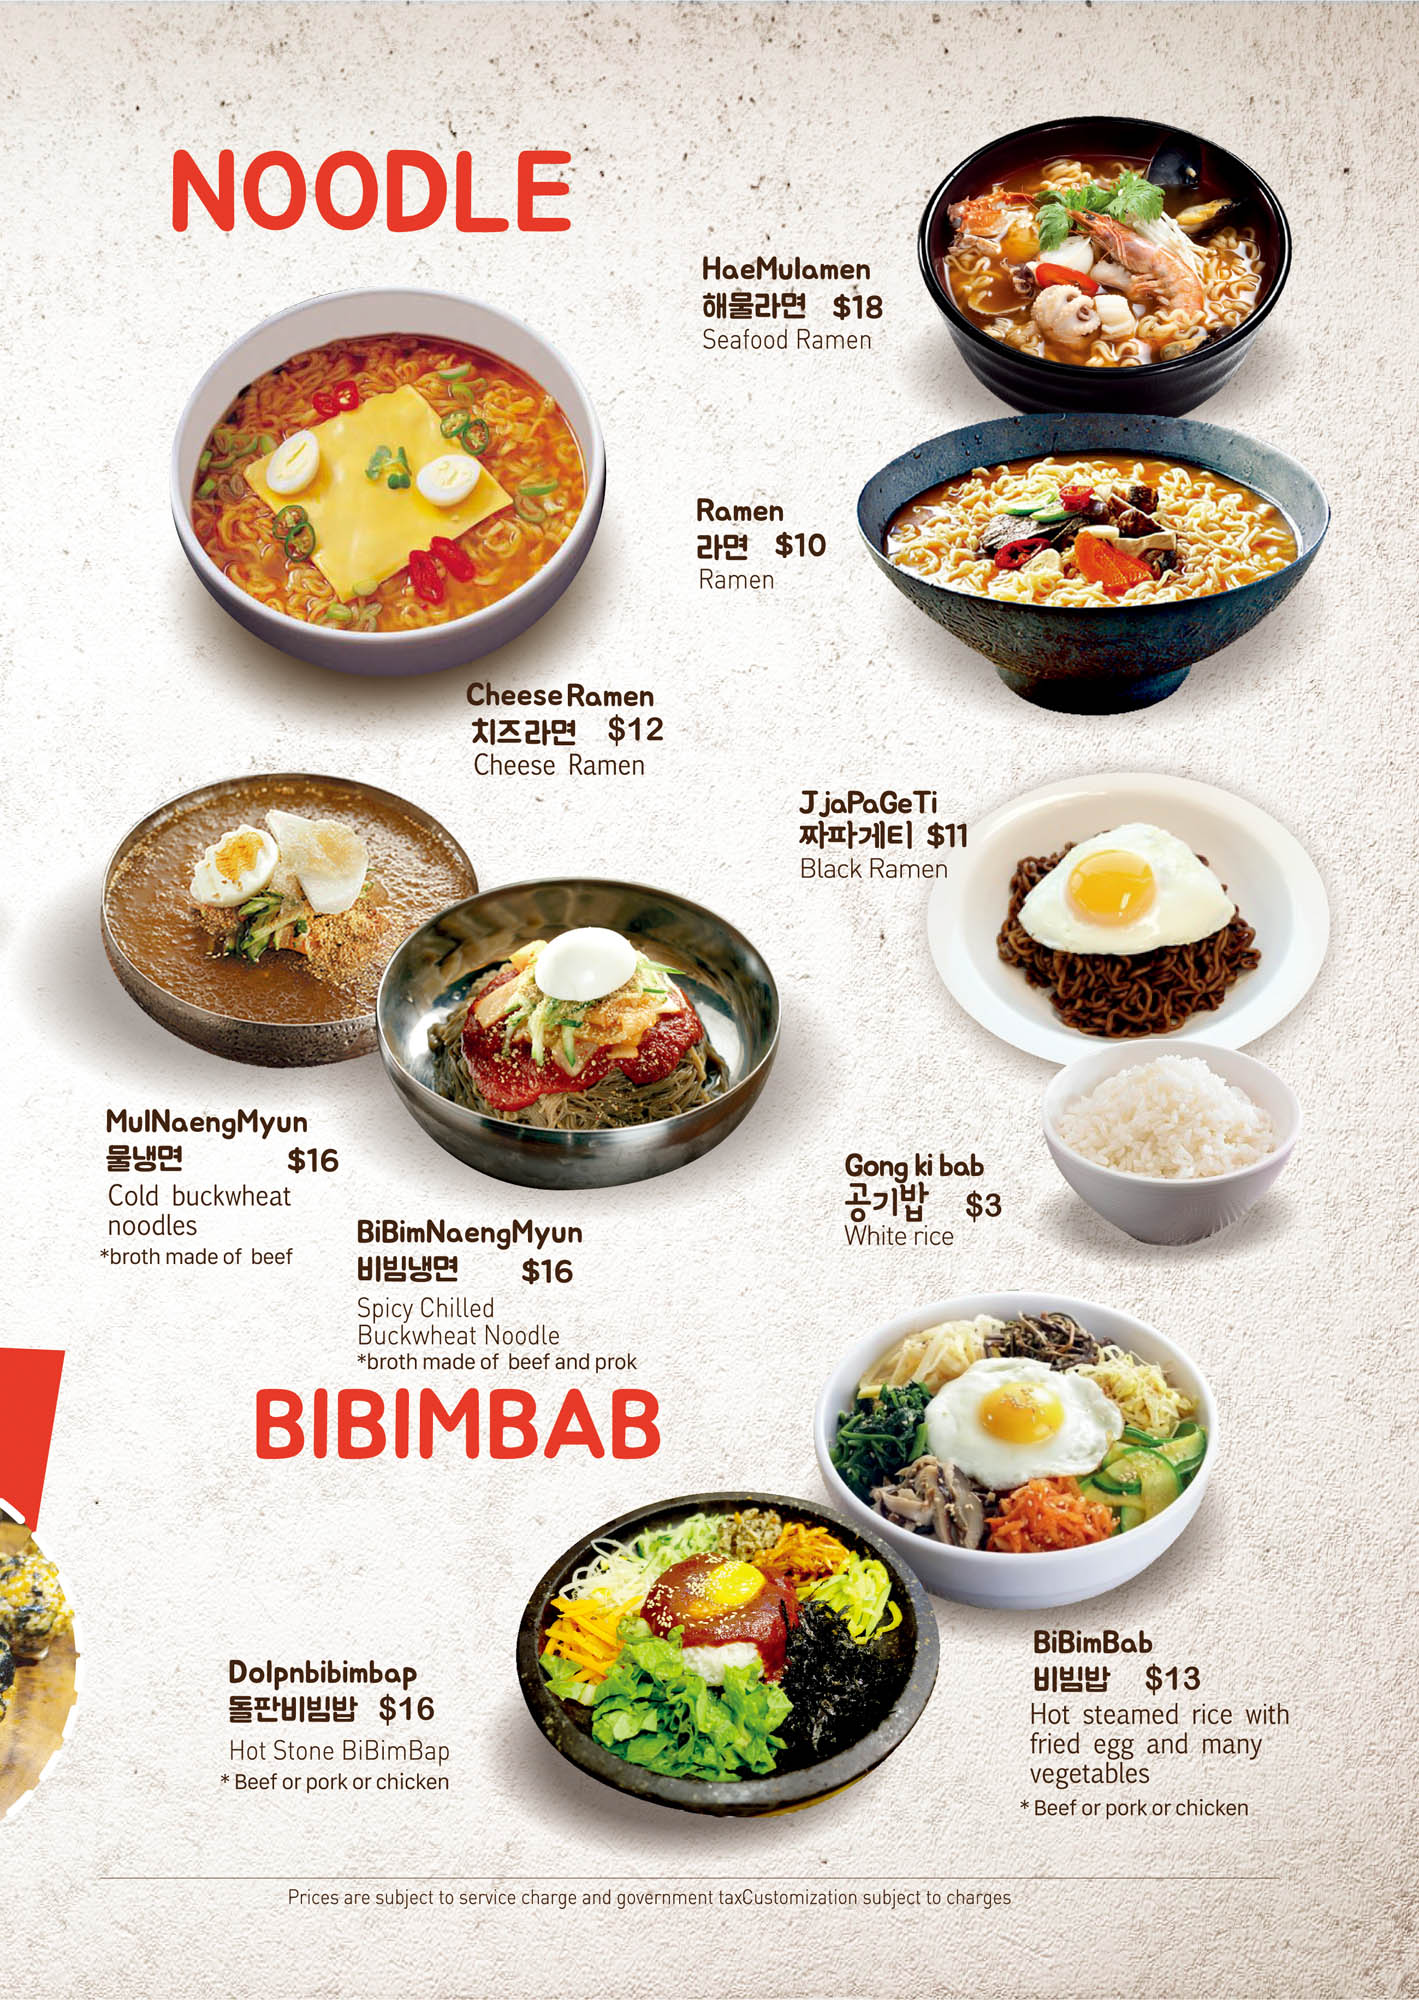 NOODLE
HaeMulamen
해물라면 $18
Seafood Ramen
Ramen
라면 $10
Ramen
Cheese Ramen
치즈라면 $12
Cheese Ramen
JjaPaGeTi
짜파게티 $11
Black Ramen
MulNaengMyun
물냉면 $16
Cold buckwheat
noodles
*broth made of beef
BiBimNaengMyun
비빔냉면 $16
Spicy Chilled
Buckwheat Noodle
*broth made of beef and prok
Gong ki bab
공기밥 $3
White rice
BIBIMBAB
Dolpnbibimbap
돌판비빔밥 $16
Hot Stone BiBimBap
* Beef or pork or chicken
BiBimBab
비빔밥 $13
Hot steamed rice with
fried egg and many
vegetables
* Beef or pork or chicken
Prices are subject to service charge and government taxCustomization subject to charges